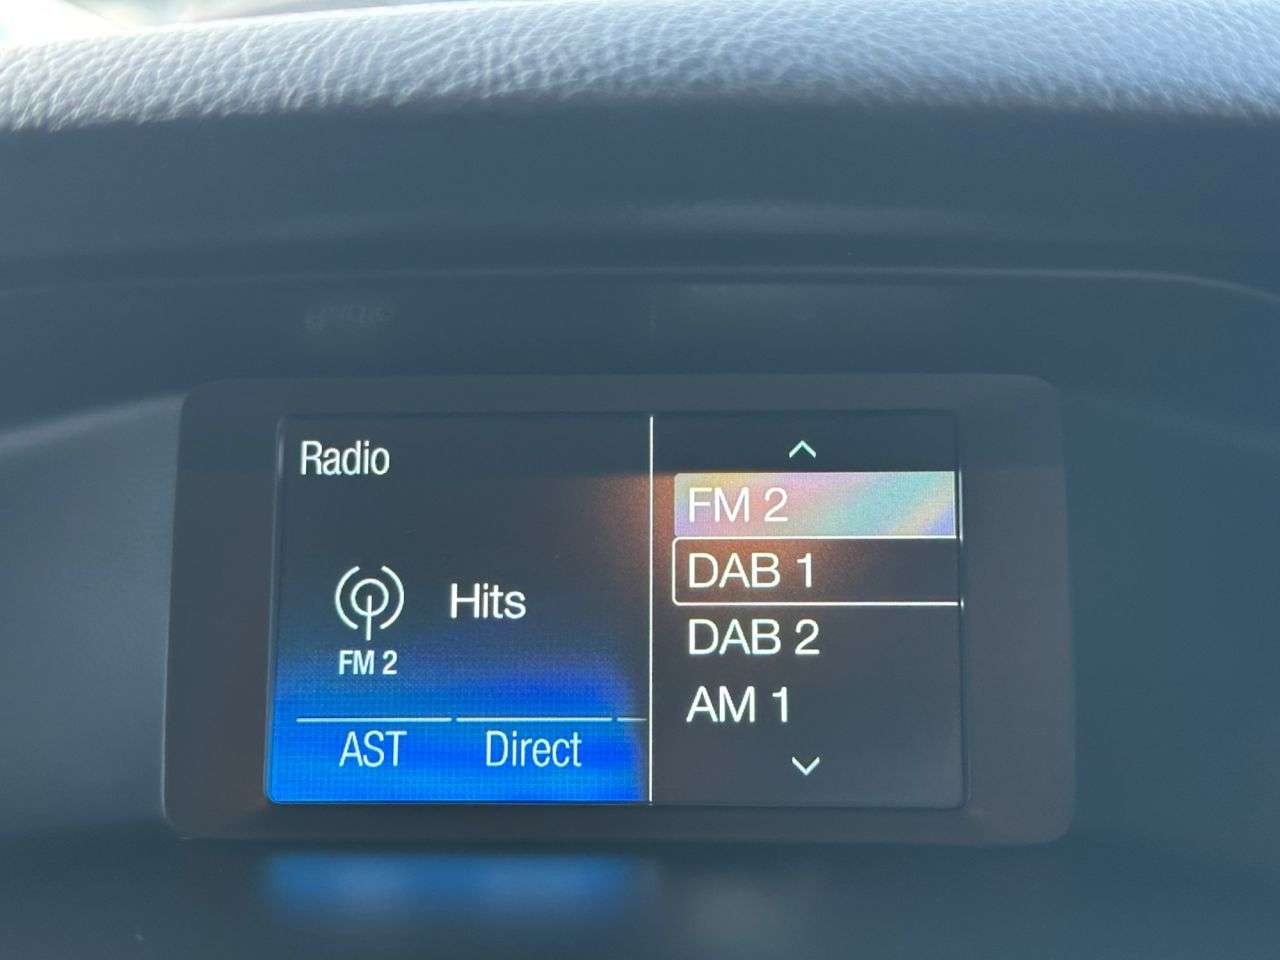 Radio
Hits
FM 2
AST Direct
FM 2
DAB 1
DAB 2
AM 1